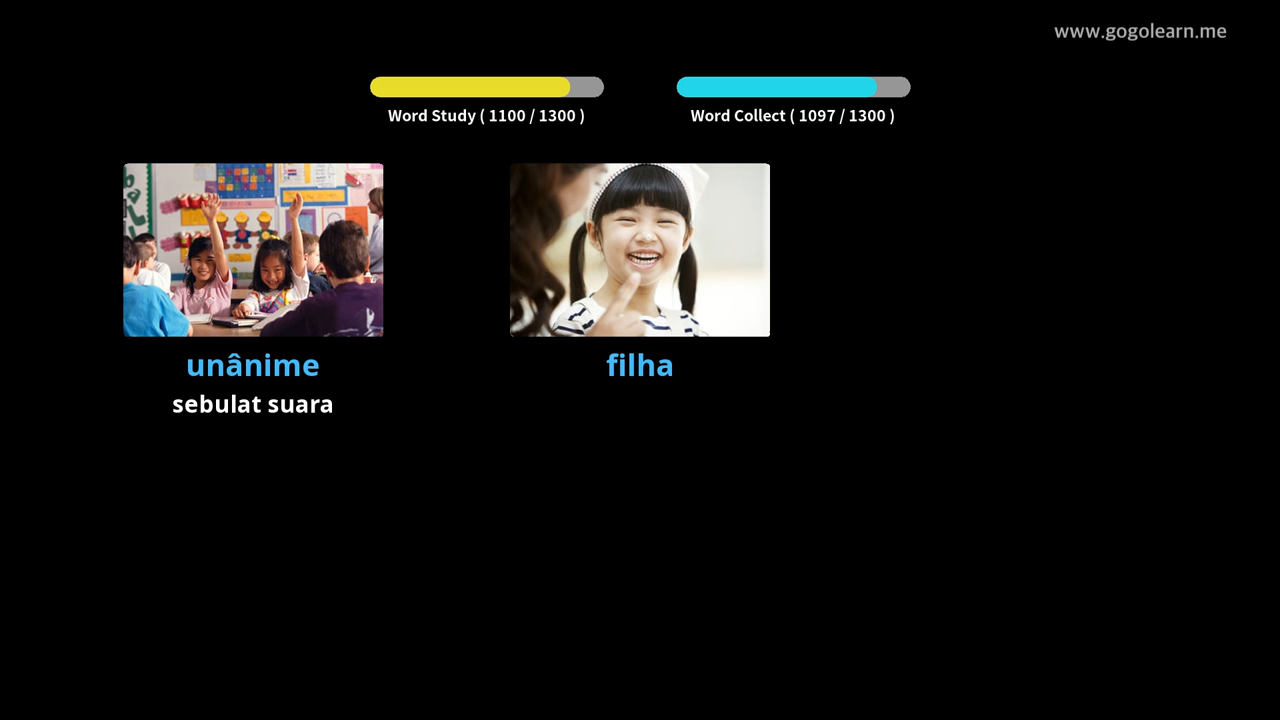 www.gogolearn.me
Word Study ( 1100 / 1300 )
Word Collect ( 1097 / 1300 )
unânime
filha
sebulat suara